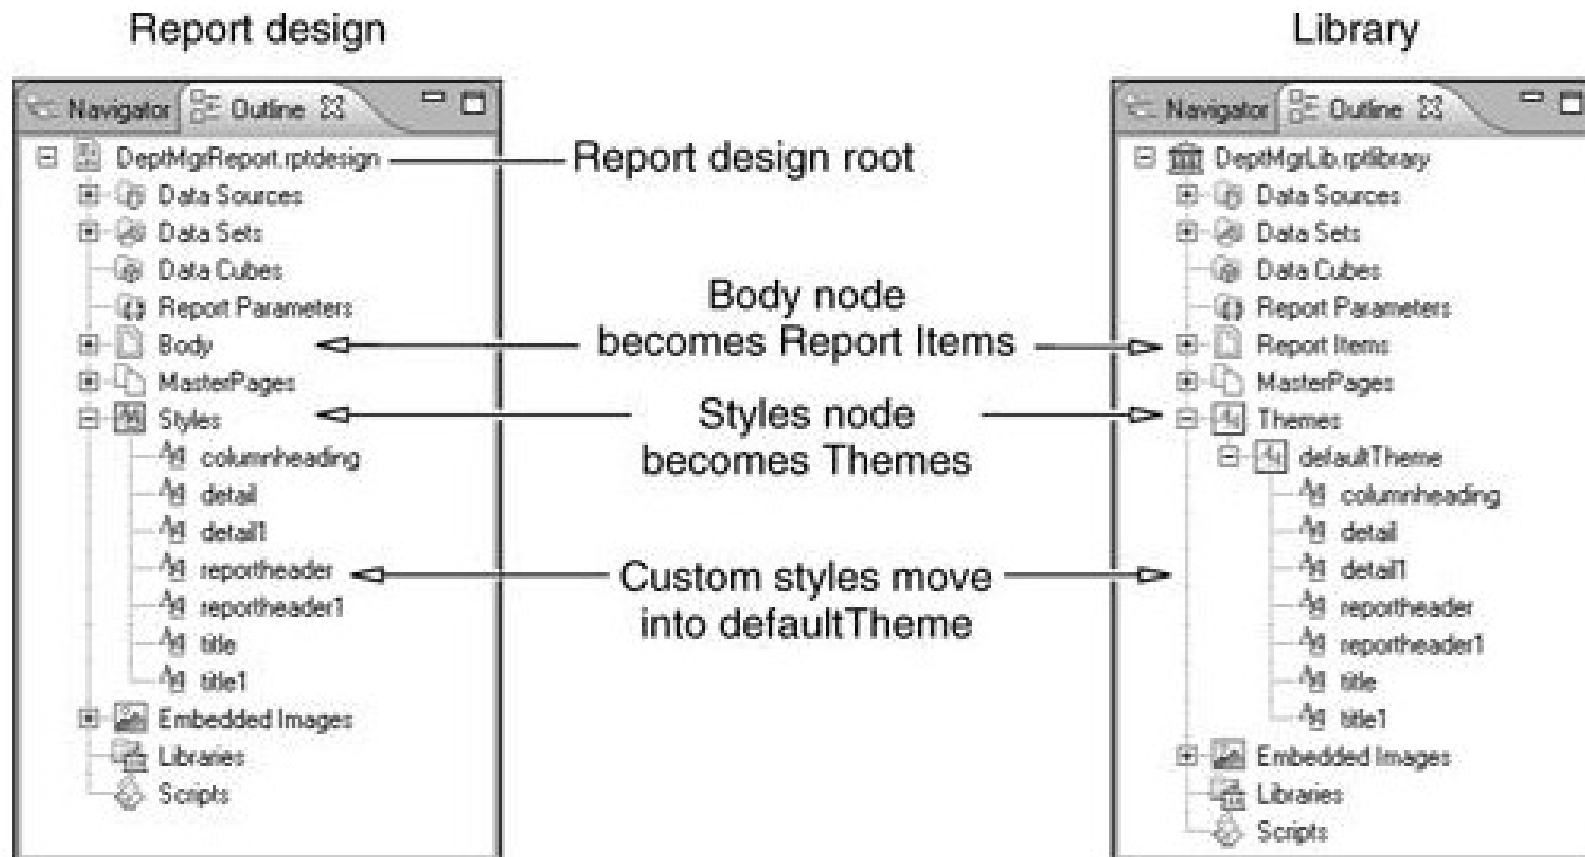 Report design
Navigator Outline
DeptMgrReport.rptdesign
Data Sources
Data Sets
Data Cubes
Report Parameters
Body
MasterPages
Styles
columnheading
detail
detail1
reportheader
reportheader1
title
title1
Embedded Images
Libraries
Scripts
Report design root
Body node
becomes Report Items
Styles node
becomes Themes
Custom styles move
into defaultTheme
Library
Navigator Outline
DeptMgrLib.rptlibrary
Data Sources
Data Sets
Data Cubes
Report Parameters
Report Items
MasterPages
Themes
defaultTheme
columnheading
detail
detail1
reportheader
reportheader1
title
title1
Embedded Images
Libraries
Scripts